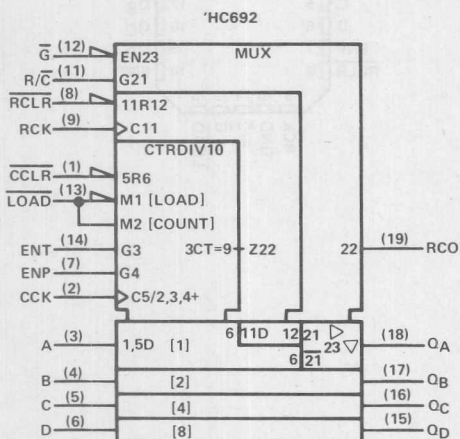 'HC692
MUX
G (12) EN23
R/C (11) G21
RCLR (8) 11R12
RCK (9) C11
CTRDIV10
CCLR (1) 5R6
LOAD (13) M1 [LOAD]
M2 [COUNT]
ENT (14) G3 3CT=9 Z22 22 (19) RCO
ENP (7) G4
CCK (2) C5/2,3,4+
A (3) 1,5D [1] 6 11D 12 21 23 (18) QA
6 21
B (4) [2] (17) QB
C (5) [4] (16) QC
D (6) [8] (15) QD